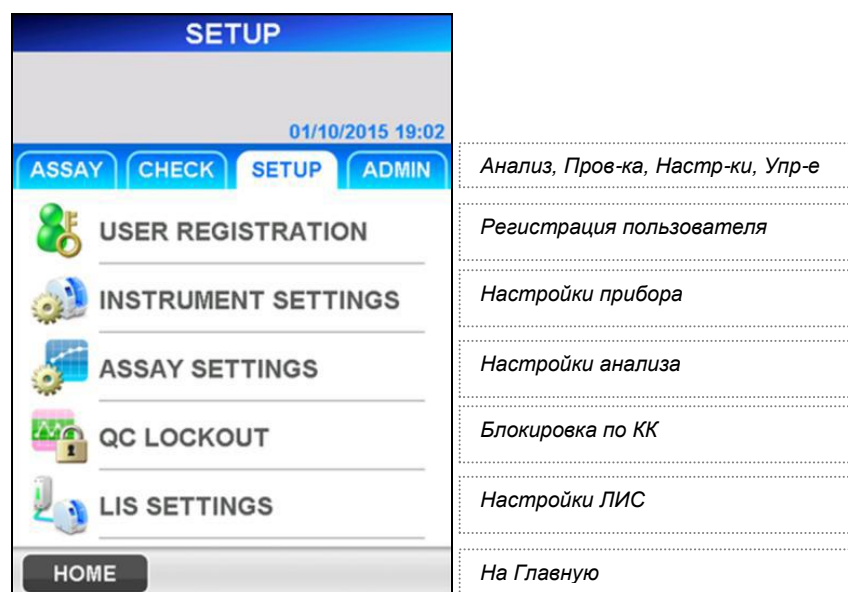 SETUP
01/10/2015 19:02
ASSAY CHECK SETUP ADMIN
Анализ, Пров-ка, Настр-ки, Упр-е
USER REGISTRATION
Регистрация пользователя
INSTRUMENT SETTINGS
Настройки прибора
ASSAY SETTINGS
Настройки анализа
QC LOCKOUT
Блокировка по КК
LIS SETTINGS
Настройки ЛИС
HOME
На Главную